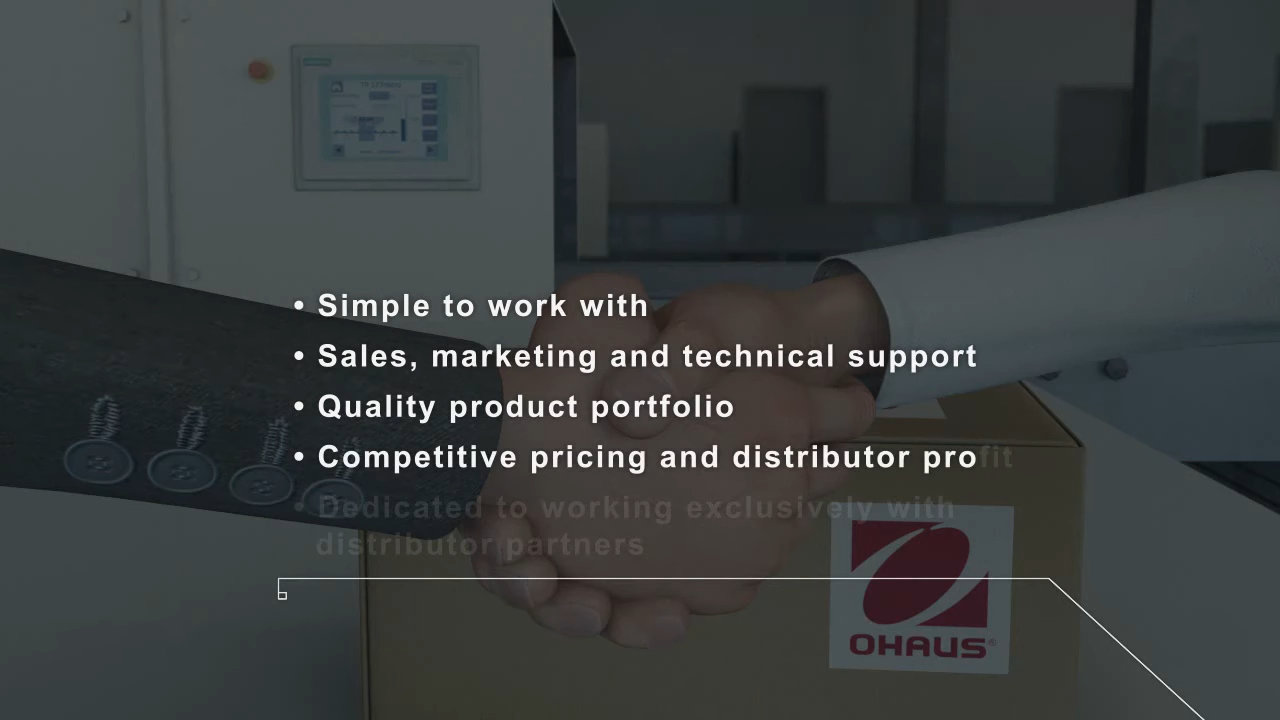 • Simple to work with
• Sales, marketing and technical support
• Quality product portfolio
• Competitive pricing and distributor profit
• Dedicated to working exclusively with
distributor partners
OHAUS®